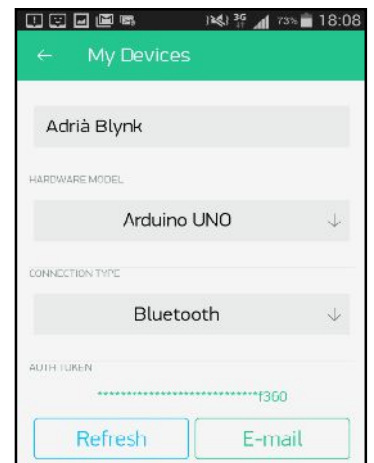 3G 73% 18:08
← My Devices
Adrià Blynk
HARDWARE MODEL
Arduino UNO ↓
CONNECTION TYPE
Bluetooth ↓
AUTH TOKEN
****************************f360
Refresh E-mail